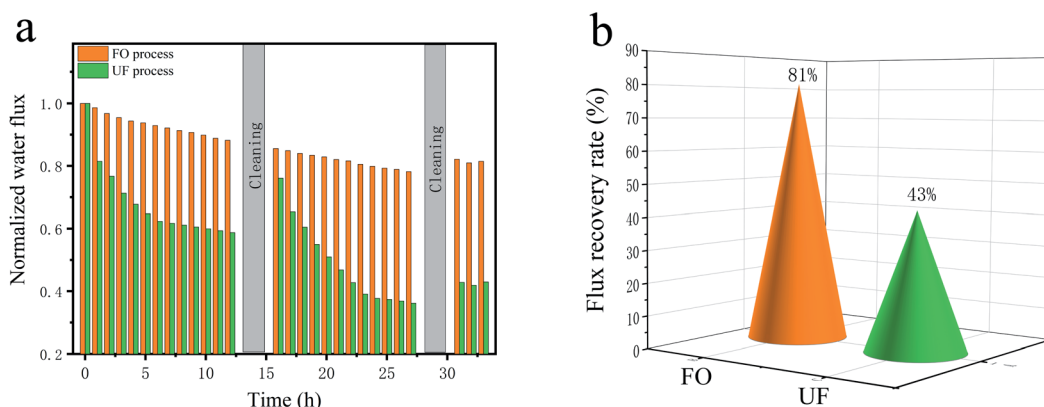 a
FO process
UF process
Normalized water flux
1.0
0.8
0.6
0.4
0.2
Cleaning
Cleaning
0 5 10 15 20 25 30
Time (h)
b
Flux recovery rate (%)
90
80
70
60
50
40
30
20
10
0
81%
43%
FO
UF